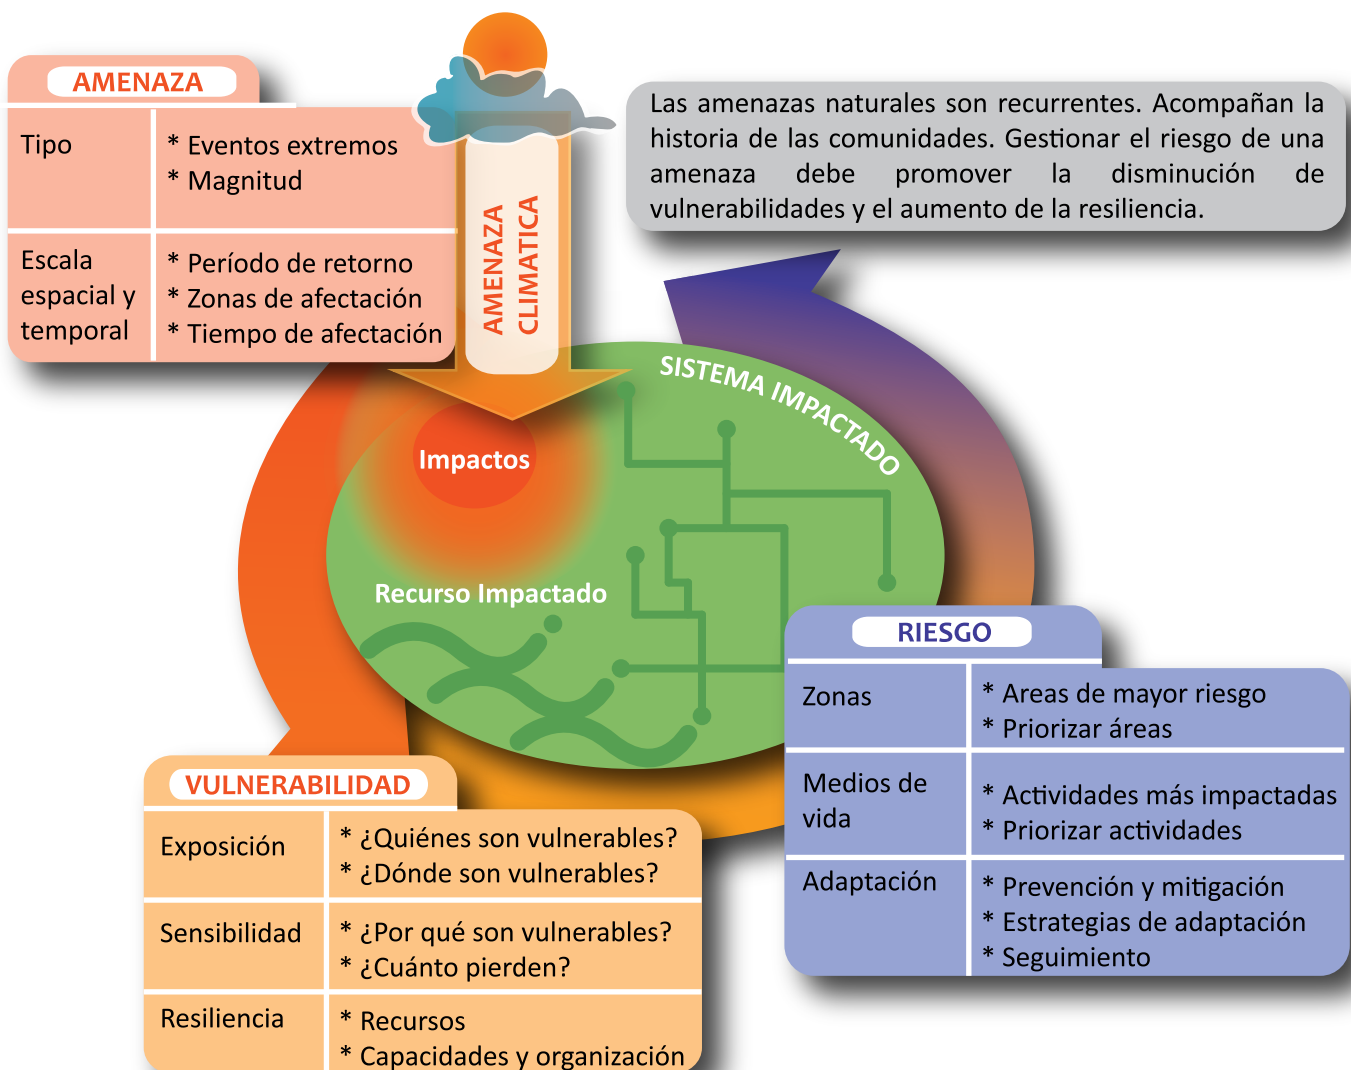 AMENAZA
Tipo
* Eventos extremos
* Magnitud
Escala
espacial y
temporal
* Período de retorno
* Zonas de afectación
* Tiempo de afectación
AMENAZA
CLIMATICA
Las amenazas naturales son recurrentes. Acompañan la
historia de las comunidades. Gestionar el riesgo de una
amenaza debe promover la disminución de
vulnerabilidades y el aumento de la resiliencia.
SISTEMA IMPACTADO
Impactos
Recurso Impactado
RIESGO
Zonas
* Areas de mayor riesgo
* Priorizar áreas
Medios de
vida
* Actividades más impactadas
* Priorizar actividades
Adaptación
* Prevención y mitigación
* Estrategias de adaptación
* Seguimiento
VULNERABILIDAD
Exposición
* ¿Quiénes son vulnerables?
* ¿Dónde son vulnerables?
Sensibilidad
* ¿Por qué son vulnerables?
* ¿Cuánto pierden?
Resiliencia
* Recursos
* Capacidades y organización